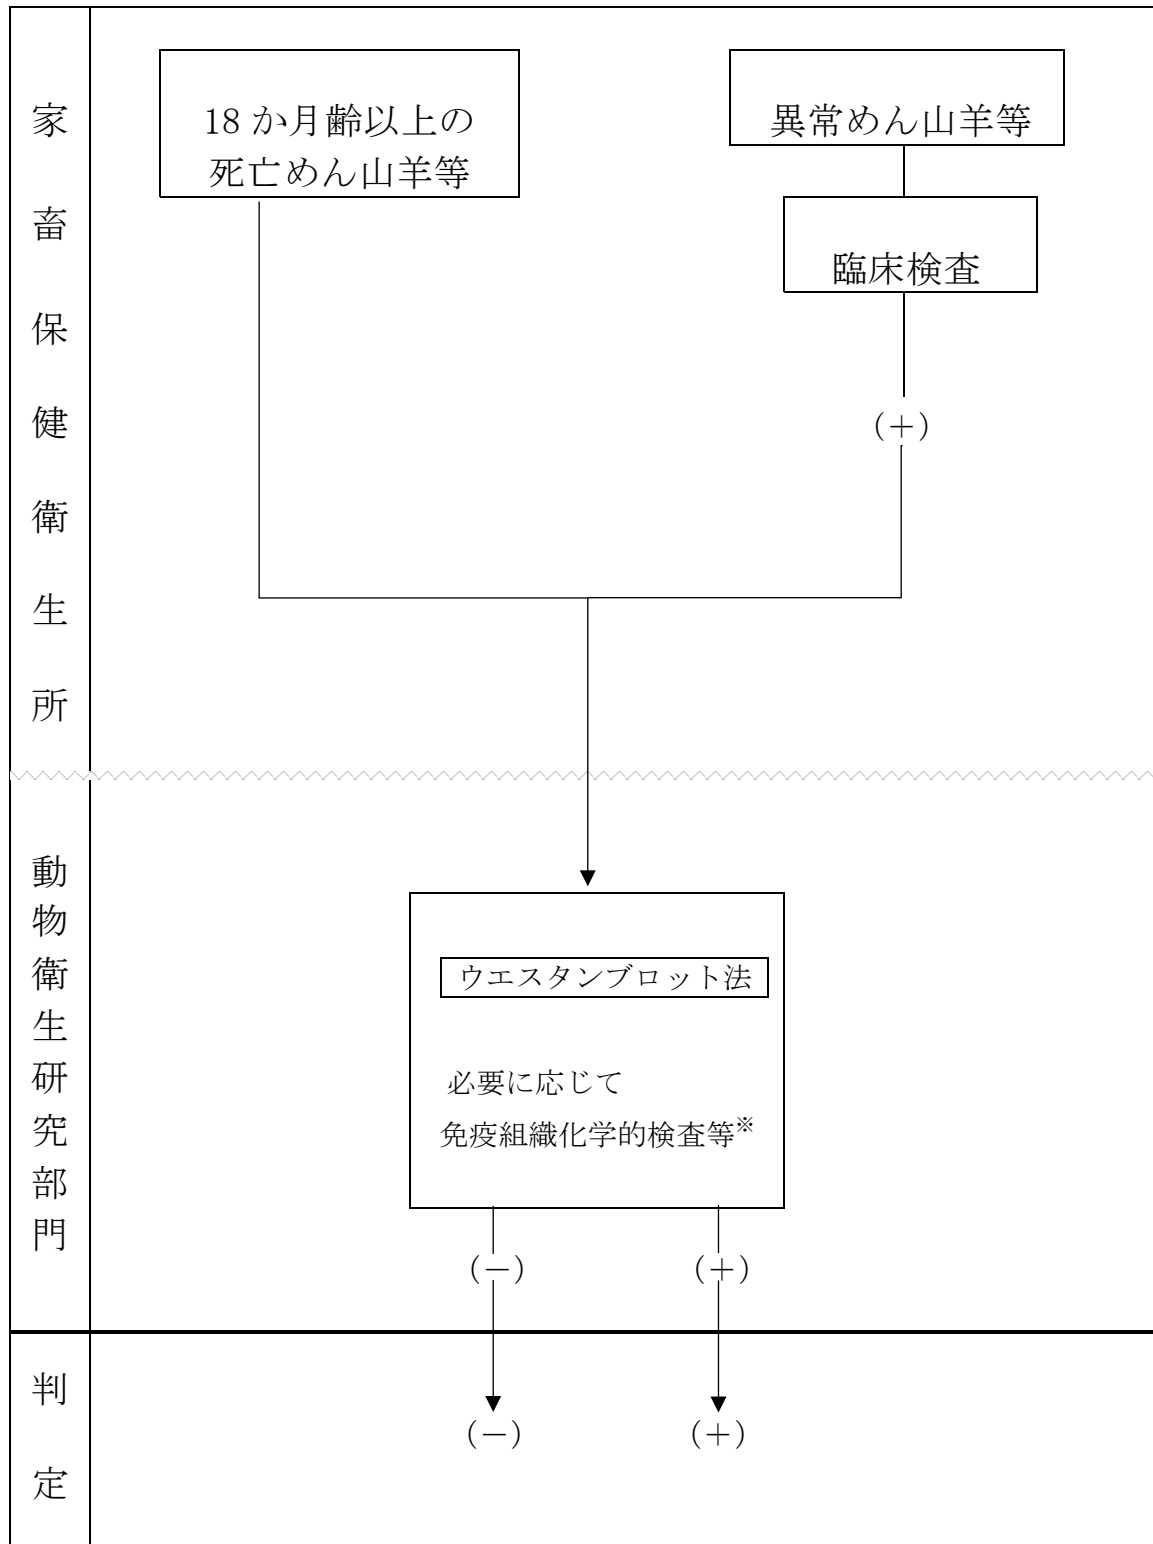 家畜保健衛生所
18 か月齢以上の
死亡めん山羊等
異常めん山羊等
臨床検査
(+)
動物衛生研究部門
ウエスタンブロット法
必要に応じて
免疫組織化学的検査等※
(-)
(+)
判定
(-)
(+)